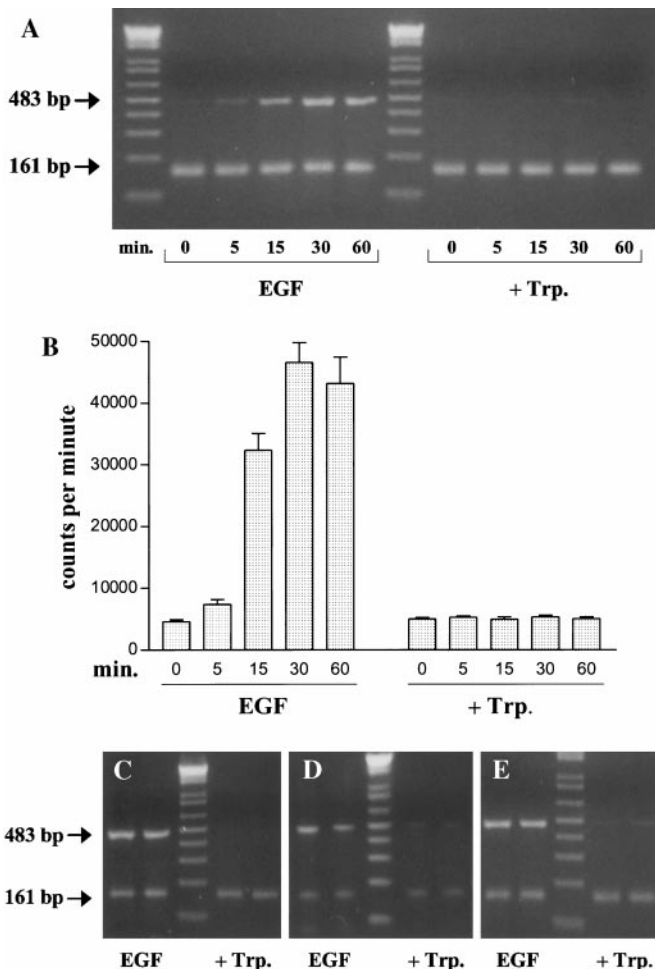 A
483 bp
161 bp
min. 0 5 15 30 60 0 5 15 30 60
EGF + Trp.
B
counts per minute
50000
40000
30000
20000
10000
0
min. 0 5 15 30 60 0 5 15 30 60
EGF + Trp.
C D E
483 bp
161 bp
EGF + Trp. EGF + Trp. EGF + Trp.